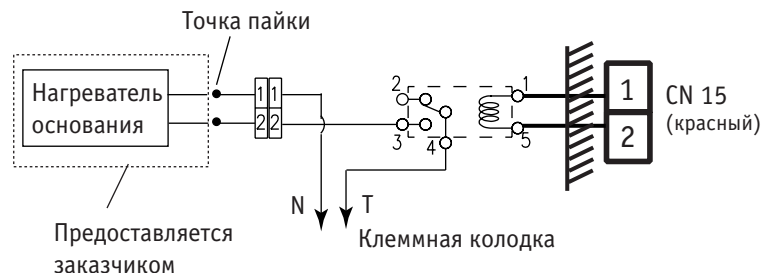 Точка пайки
Нагреватель
основания
1 1
2 2
2
3
4
1
5
1
2
CN 15
(красный)
N
T
Предоставляется
заказчиком
Клеммная колодка